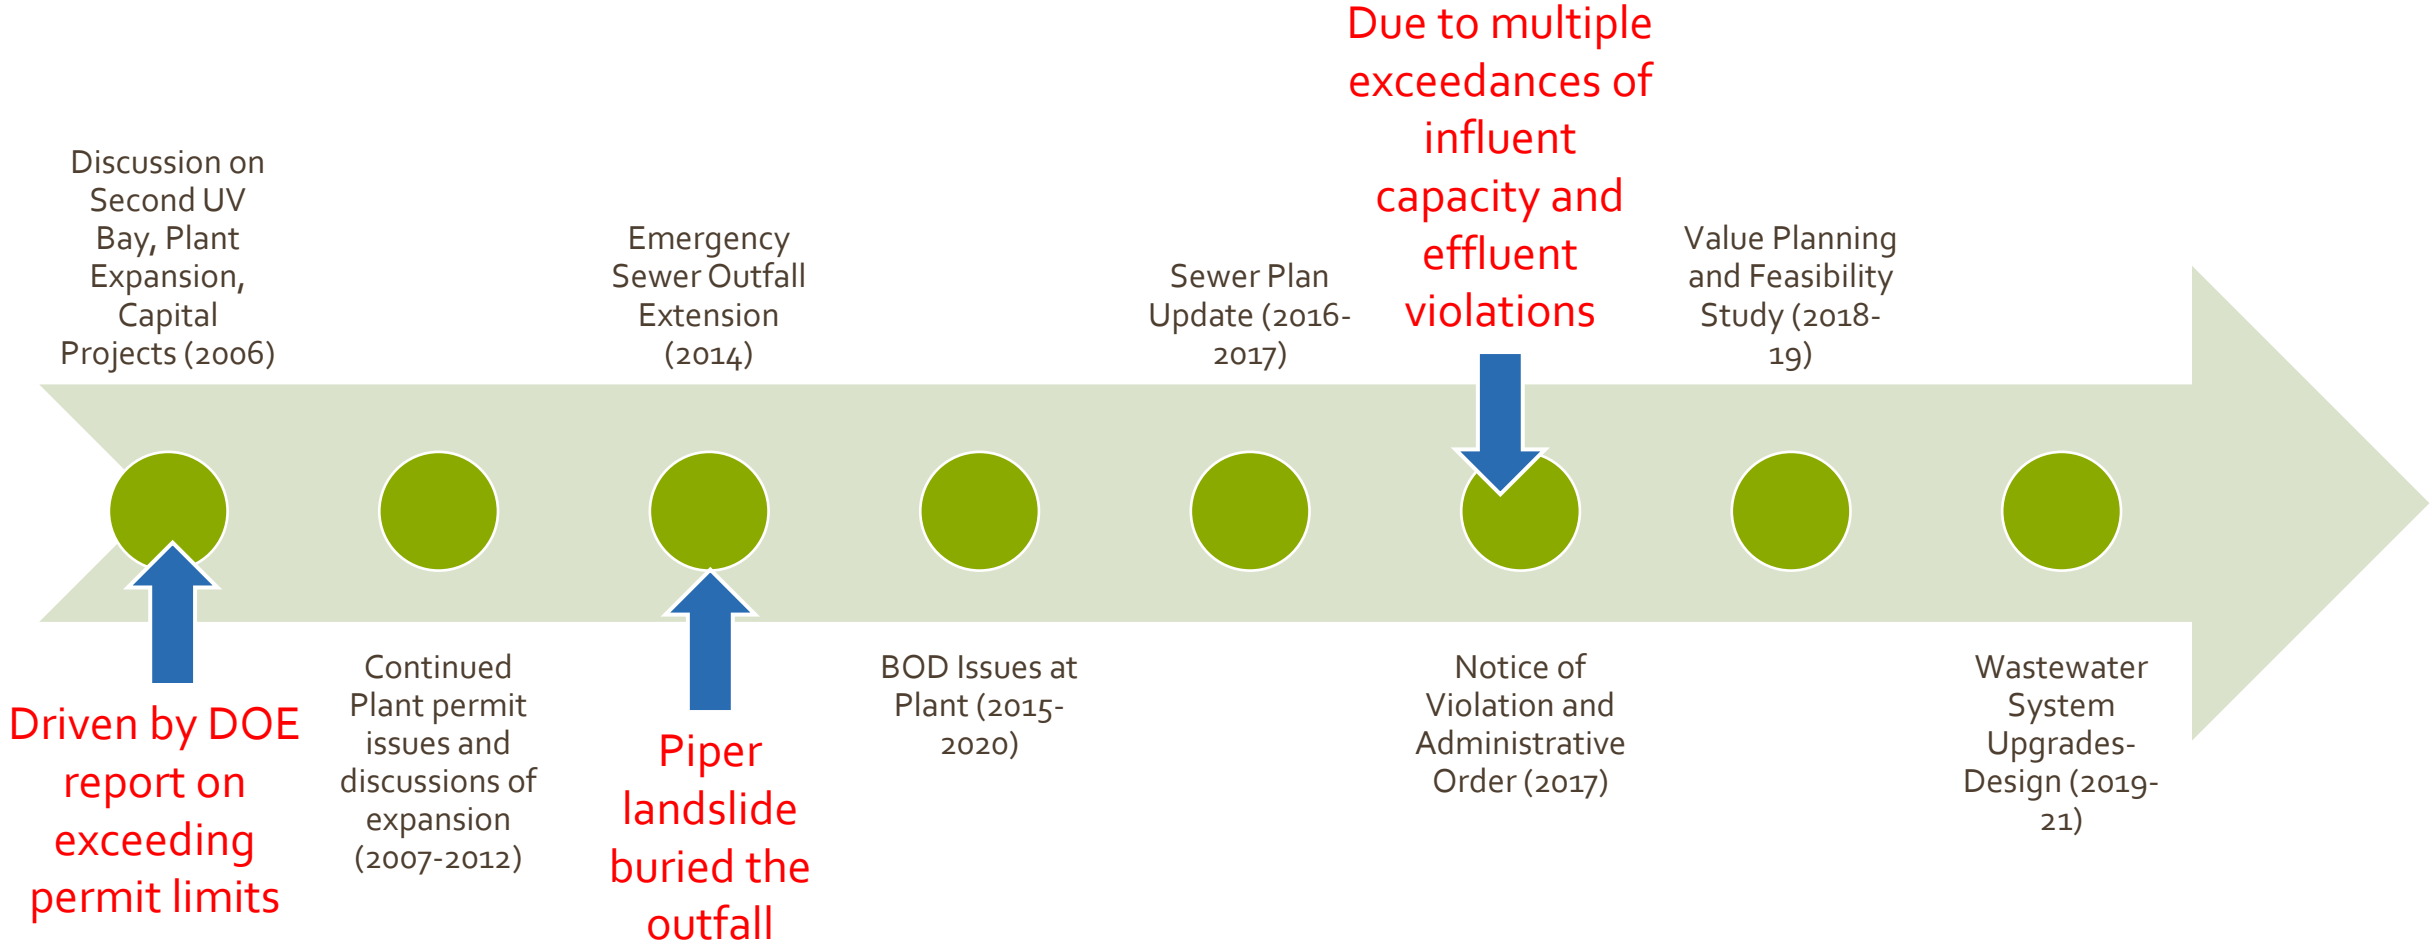 Discussion on
Second UV
Bay, Plant
Expansion,
Capital
Projects (2006)
Driven by DOE
report on
exceeding
permit limits
Continued
Plant permit
issues and
discussions of
expansion
(2007-2012)
Emergency
Sewer Outfall
Extension
(2014)
Piper
landslide
buried the
outfall
BOD Issues at
Plant (2015-
2020)
Sewer Plan
Update (2016-
2017)
Due to multiple
exceedances of
influent
capacity and
effluent
violations
Notice of
Violation and
Administrative
Order (2017)
Value Planning
and Feasibility
Study (2018-
19)
Wastewater
System
Upgrades-
Design (2019-
21)